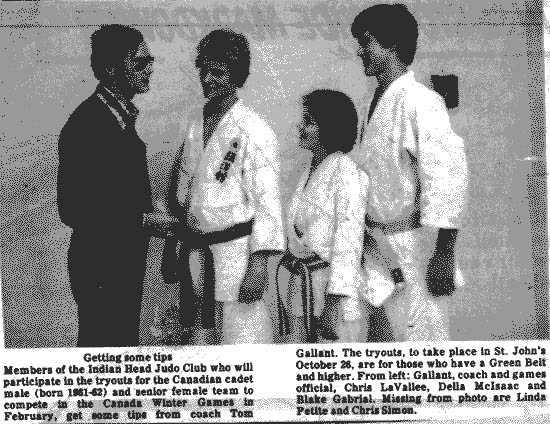 Getting some tips
Members of the Indian Head Judo Club who will
participate in the tryouts for the Canadian cadet
male (born 1961-62) and senior female team to
compete in the Canada Winter Games in
February, get some tips from coach Tom
Gallant. The tryouts, to take place in St. John's
October 26, are for those who have a Green Belt
and higher. From left: Gallant, coach and games
official, Chris LaVallee, Della McIsaac and
Blake Gabrial. Missing from photo are Linda
Petite and Chris Simon.